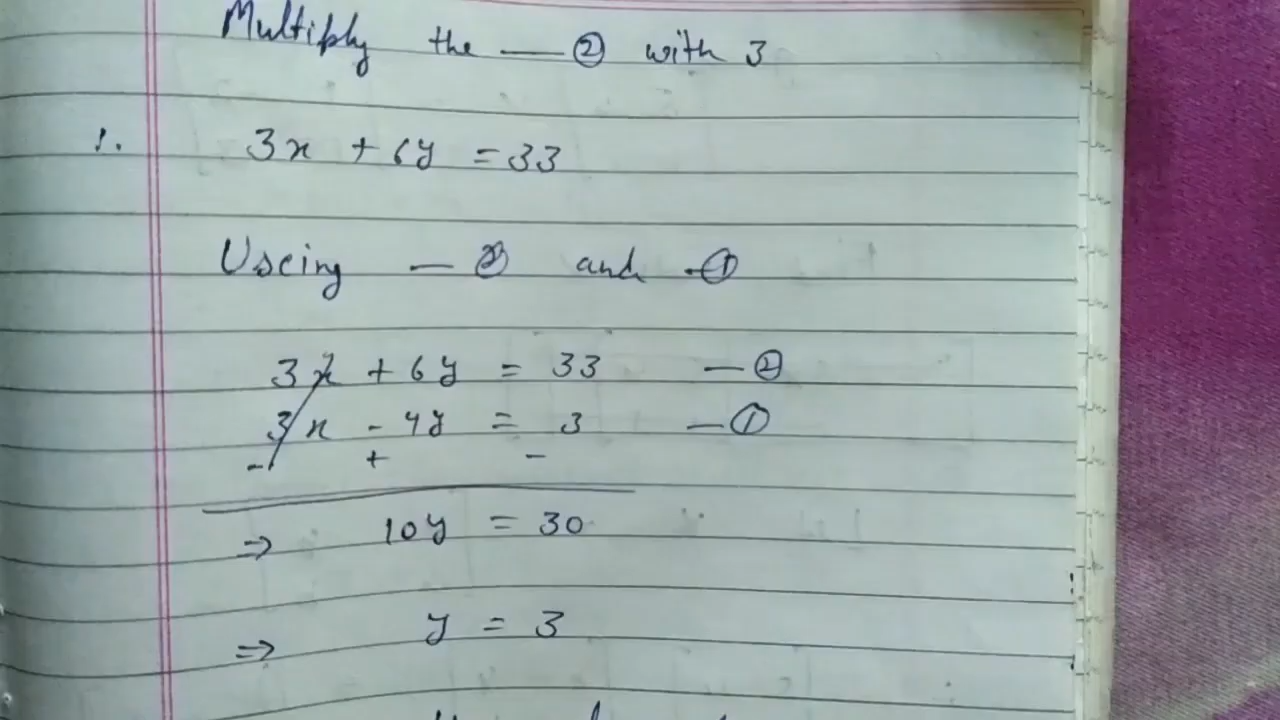 Multiply the — ② with 3
1. 3x + 6y = 33
Useing — ② and — ①
3x + 6y = 33 — ②
3x - 4y = 3 — ①
- + -
⇒ 10y = 30
⇒ y = 3